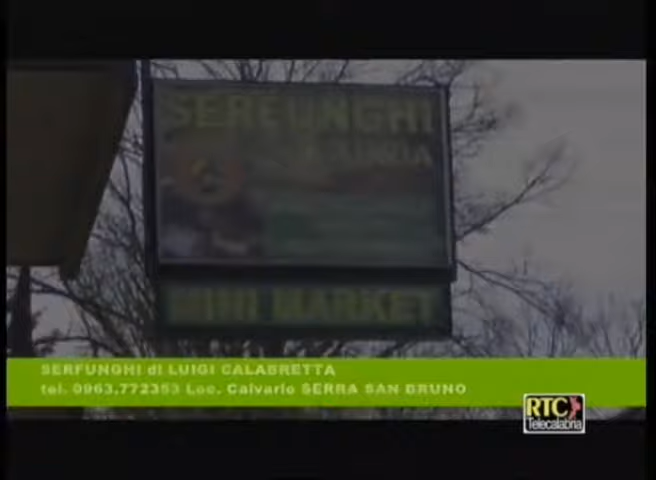 SERFUNGHI
MINI MARKET
SERFUNGHI di LUIGI CALABRETTA
tel. 0963.772353 Loc. Calvario SERRA SAN BRUNO
RTC
Telecalabria